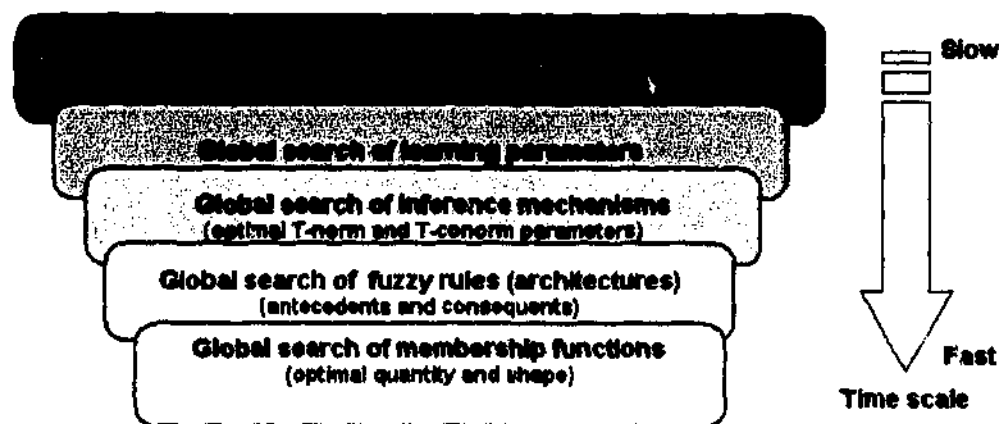 Slow
Global search of learning parameters
Global search of inference mechanisms
(optimal T-norm and T-conorm parameters)
Global search of fuzzy rules (architectures)
(antecedents and consequents)
Global search of membership functions
(optimal quantity and shape)
Fast
Time scale